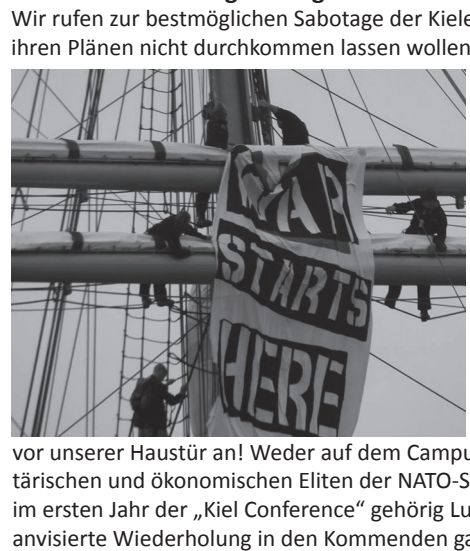 Wir rufen zur bestmöglichen Sabotage der Kiele
ihren Plänen nicht durchkommen lassen wollen
WAR
STARTS
HERE
vor unserer Haustür an! Weder auf dem Campu
tärischen und ökonomischen Eliten der NATO-S
im ersten Jahr der „Kiel Conference“ gehörig Lu
anvisierte Wiederholung in den Kommenden ga